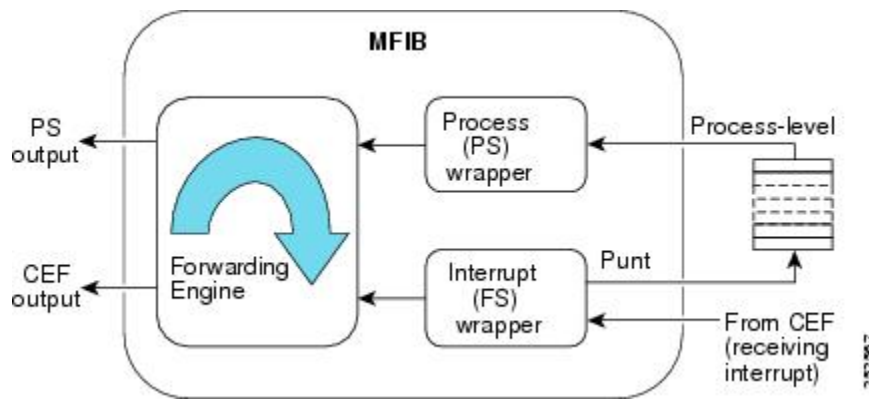 MFIB
PS
output
Process
(PS)
wrapper
Process-level
CEF
output
Forwarding
Engine
Interrupt
(FS)
wrapper
Punt
From CEF
(receiving
interrupt)